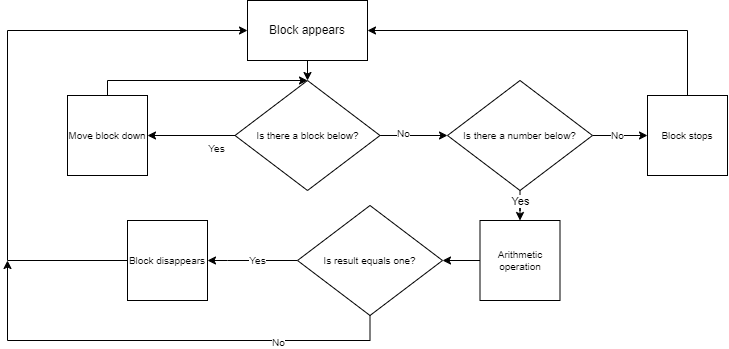 Block appears
Move block down
Is there a block below?
No
Is there a number below?
No
Block stops
Yes
Yes
Block disappears
Yes
Is result equals one?
Arithmetic
operation
No